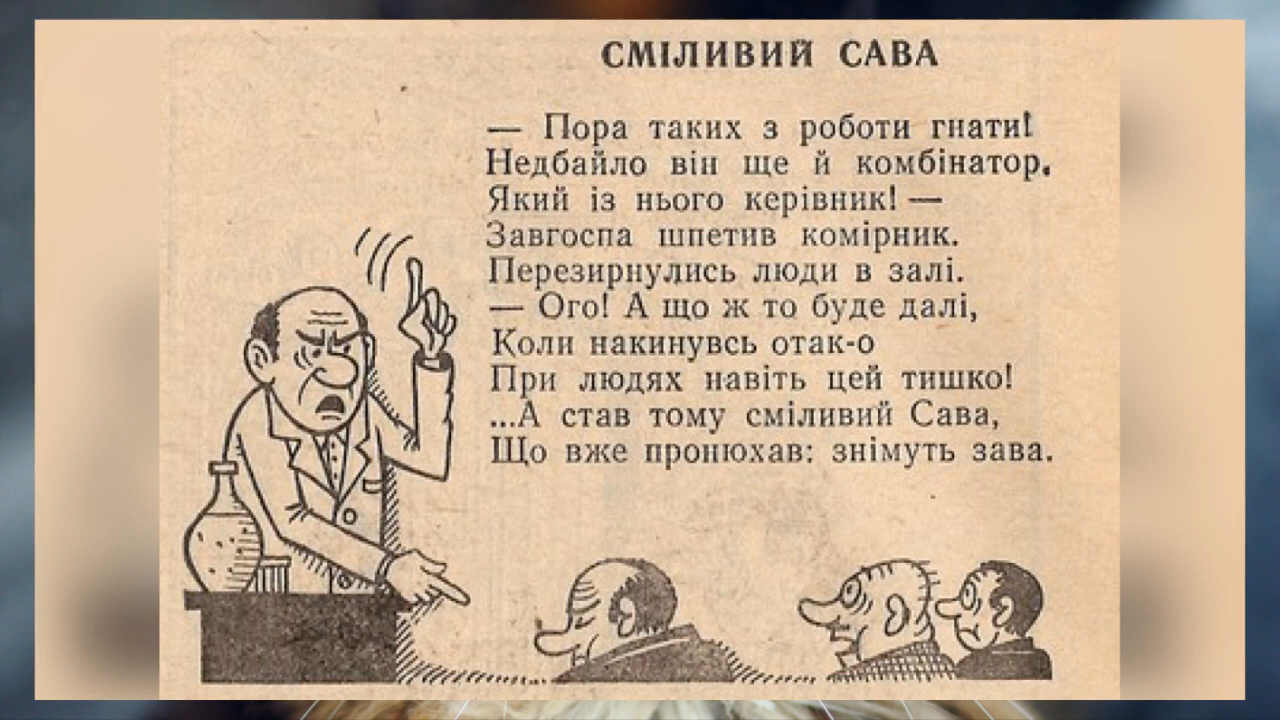 СМІЛИВИЙ САВА
— Пора таких з роботи гнати!
Недбайло він ще й комбінатор.
Який із нього керівник! —
Завгоспа шпетив комірник.
Перезирнулись люди в залі.
— Ого! А що ж то буде далі,
Коли накинувсь отак-о
При людях навіть цей тишко!
...А став тому сміливий Сава,
Що вже пронюхав: знімуть зава.